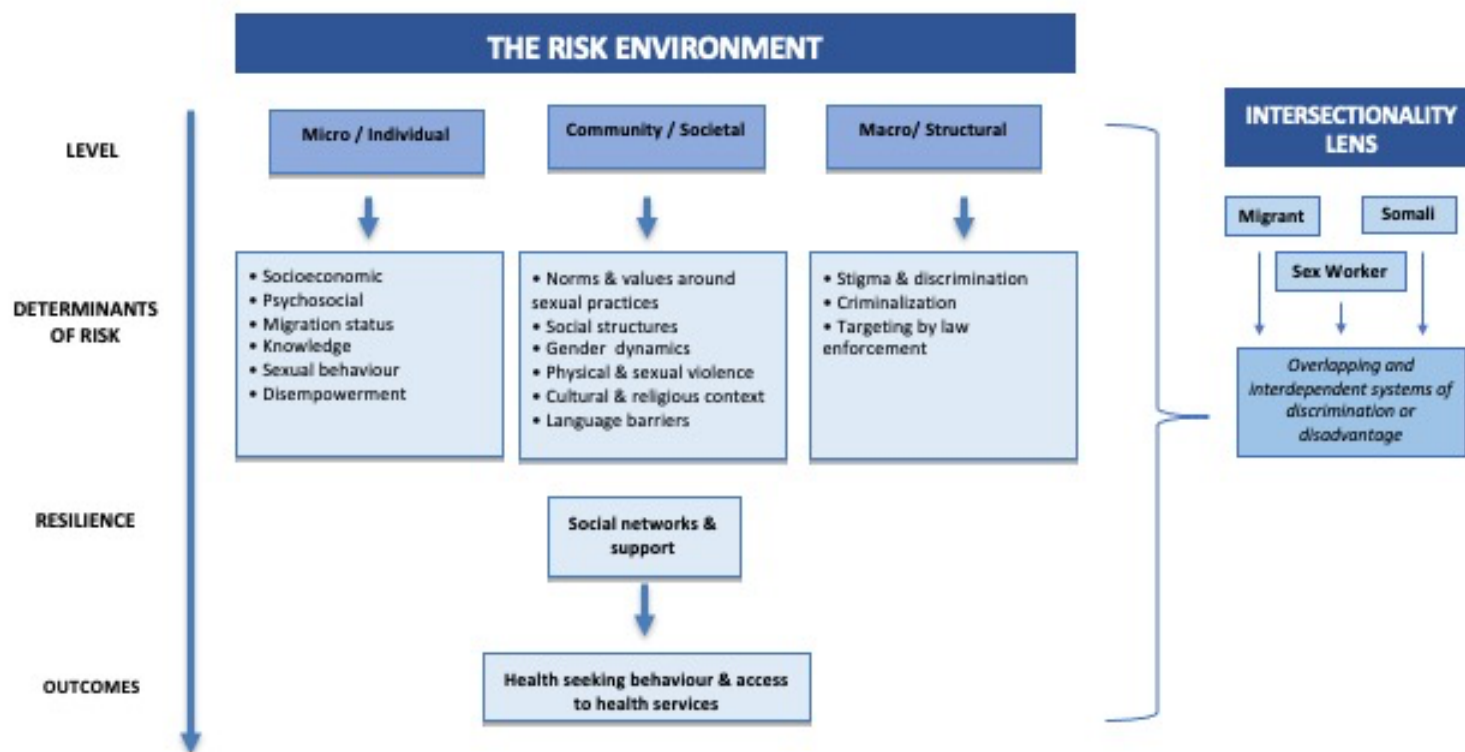 THE RISK ENVIRONMENT
INTERSECTIONALITY
LENS
LEVEL
Micro / Individual
Community / Societal
Macro/ Structural
Migrant
Somali
Sex Worker
DETERMINANTS
OF RISK
• Socioeconomic
• Psychosocial
• Migration status
• Knowledge
• Sexual behaviour
• Disempowerment
• Norms & values around
sexual practices
• Social structures
• Gender dynamics
• Physical & sexual violence
• Cultural & religious context
• Language barriers
• Stigma & discrimination
• Criminalization
• Targeting by law
enforcement
Overlapping and
interdependent systems of
discrimination or
disadvantage
RESILIENCE
Social networks &
support
OUTCOMES
Health seeking behaviour & access
to health services